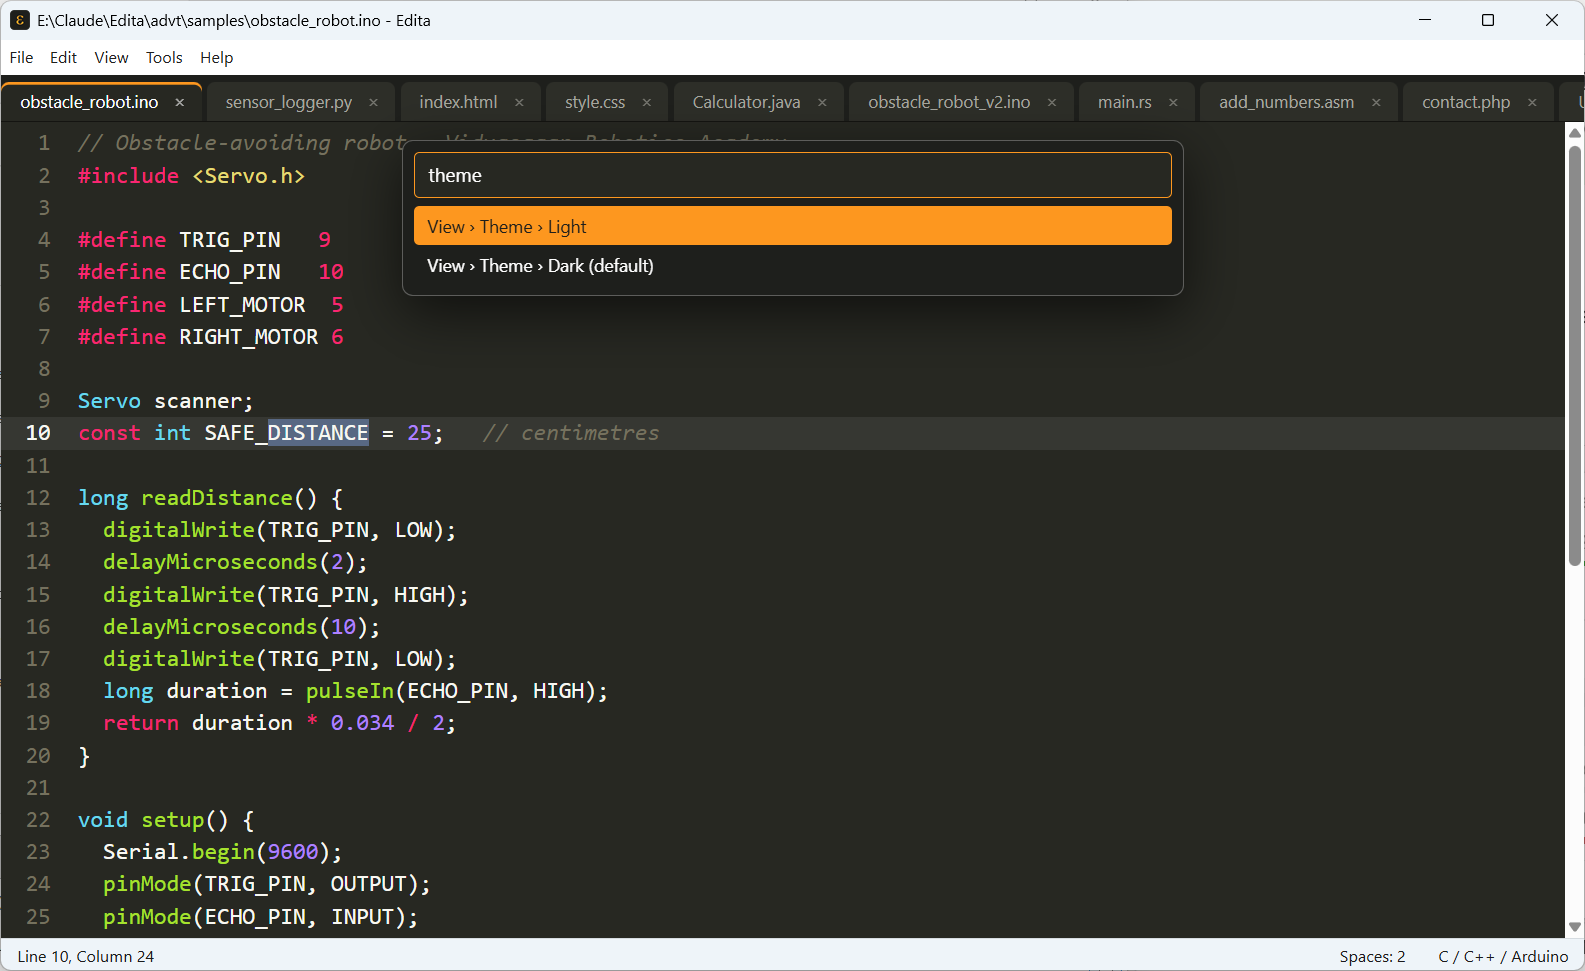 E:\Claude\Edita\advt\samples\obstacle_robot.ino - Edita
File Edit View Tools Help
obstacle_robot.ino × sensor_logger.py × index.html × style.css × Calculator.java × obstacle_robot_v2.ino × main.rs × add_numbers.asm × contact.php ×
1 // Obstacle-avoiding robot
theme
View › Theme › Light
View › Theme › Dark (default)
2 #include <Servo.h>
3
4 #define TRIG_PIN   9
5 #define ECHO_PIN   10
6 #define LEFT_MOTOR  5
7 #define RIGHT_MOTOR 6
8
9 Servo scanner;
10 const int SAFE_DISTANCE = 25;   // centimetres
11
12 long readDistance() {
13   digitalWrite(TRIG_PIN, LOW);
14   delayMicroseconds(2);
15   digitalWrite(TRIG_PIN, HIGH);
16   delayMicroseconds(10);
17   digitalWrite(TRIG_PIN, LOW);
18   long duration = pulseIn(ECHO_PIN, HIGH);
19   return duration * 0.034 / 2;
20 }
21
22 void setup() {
23   Serial.begin(9600);
24   pinMode(TRIG_PIN, OUTPUT);
25   pinMode(ECHO_PIN, INPUT);
Line 10, Column 24 Spaces: 2 C / C++ / Arduino